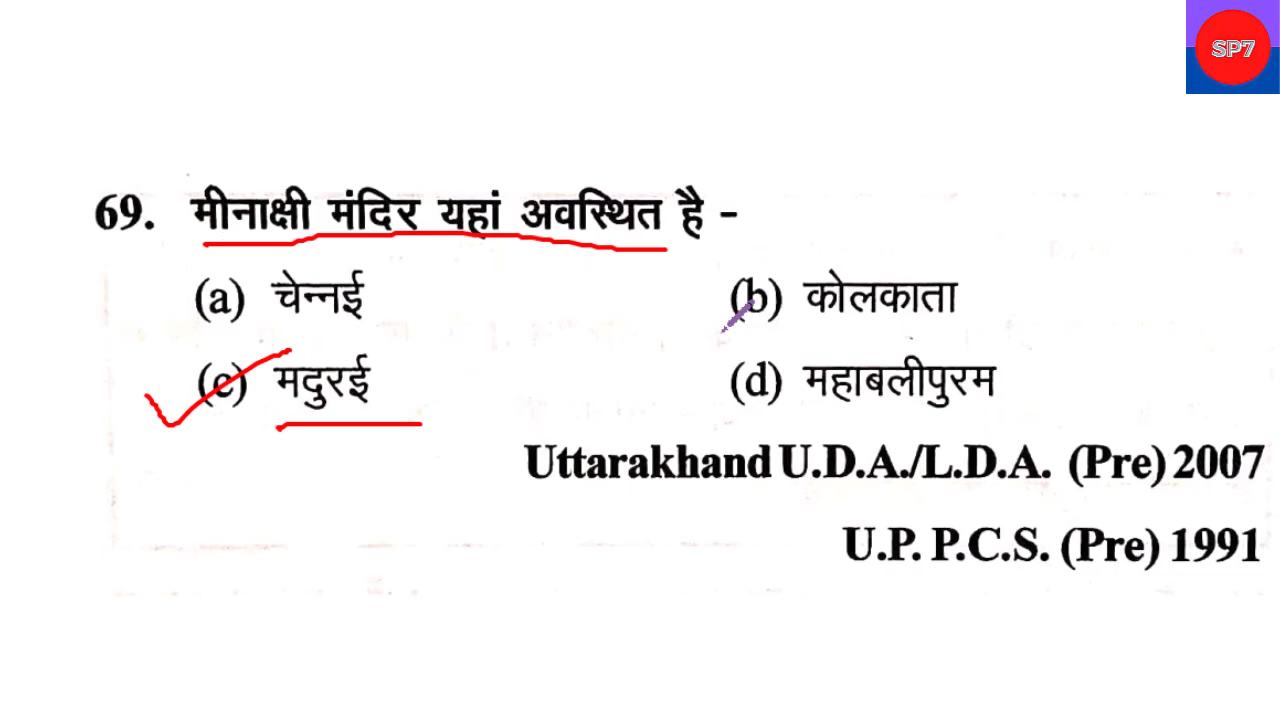 SP7
69. मीनाक्षी मंदिर यहां अवस्थित है -
(a) चेन्नई (b) कोलकाता
(c) मदुरई (d) महाबलीपुरम
Uttarakhand U.D.A./L.D.A. (Pre) 2007
U.P. P.C.S. (Pre) 1991